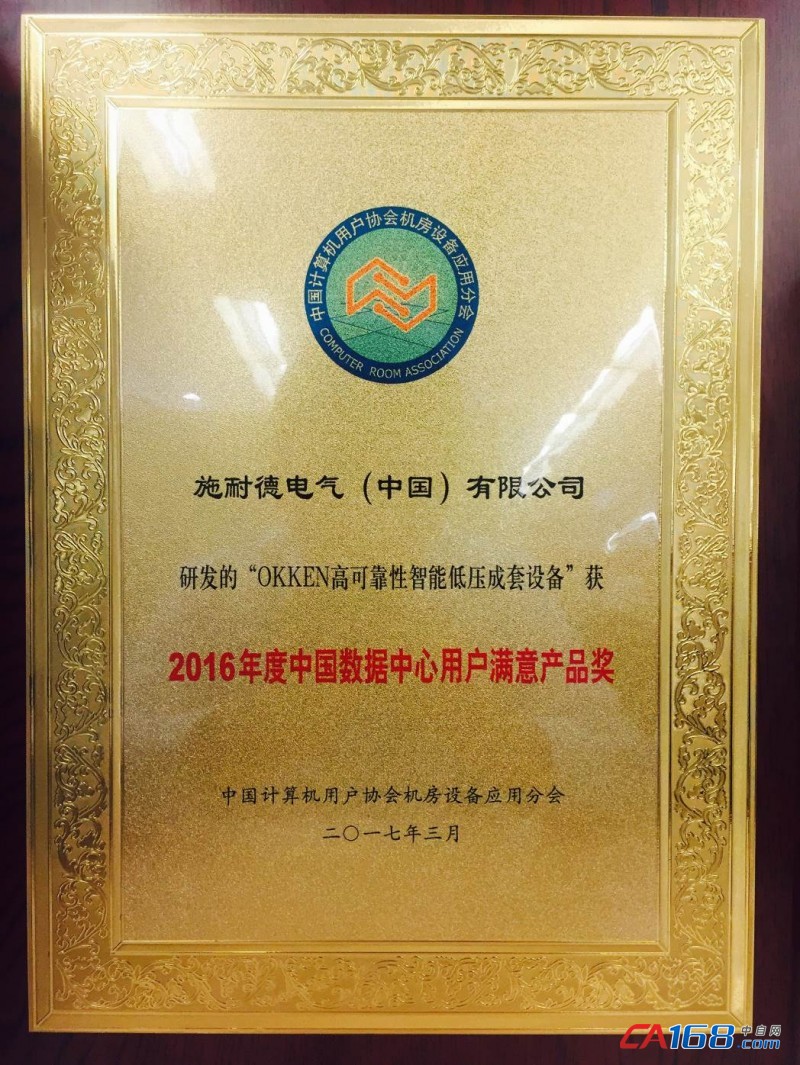 中国计算机用户协会机房设备应用分会
COMPUTER ROOM ASSOCIATION
施耐德电气（中国）有限公司
研发的“OKKEN高可靠性智能低压成套设备”获
2016年度中国数据中心用户满意产品奖
中国计算机用户协会机房设备应用分会
二〇一七年三月
CA168中自网
.com